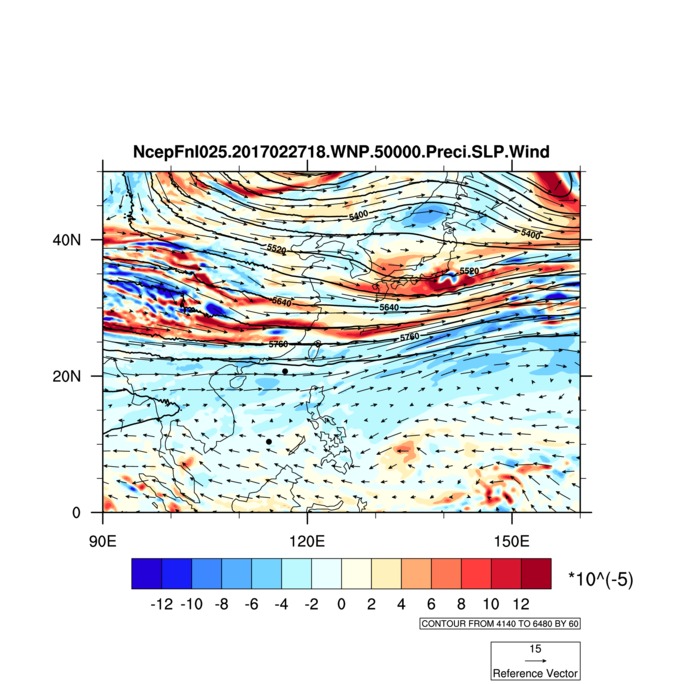 NcepFnl025.2017022718.WNP.50000.Preci.SLP.Wind
5400
5520
5400
40N
5520
5640
5640
5760
5760
20N
0
90E 120E 150E
-12 -10 -8 -6 -4 -2 0 2 4 6 8 10 12
*10^(-5)
CONTOUR FROM 4140 TO 6480 BY 60
15
Reference Vector